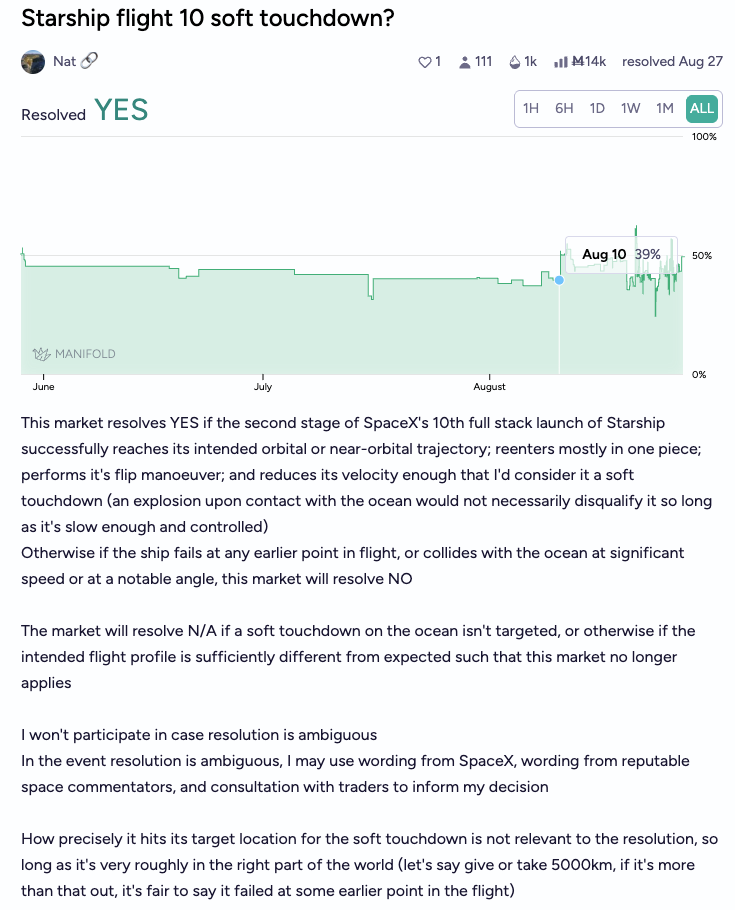 Starship flight 10 soft touchdown?
Nat 1 111 1k Ṁ14k resolved Aug 27
Resolved YES
1H 6H 1D 1W 1M ALL
100%
Aug 10 39%
50%
MANIFOLD
0%
June July August
This market resolves YES if the second stage of SpaceX's 10th full stack launch of Starship
successfully reaches its intended orbital or near-orbital trajectory; reenters mostly in one piece;
performs it's flip manoeuver; and reduces its velocity enough that I'd consider it a soft
touchdown (an explosion upon contact with the ocean would not necessarily disqualify it so long
as it's slow enough and controlled)
Otherwise if the ship fails at any earlier point in flight, or collides with the ocean at significant
speed or at a notable angle, this market will resolve NO
The market will resolve N/A if a soft touchdown on the ocean isn't targeted, or otherwise if the
intended flight profile is sufficiently different from expected such that this market no longer
applies
I won't participate in case resolution is ambiguous
In the event resolution is ambiguous, I may use wording from SpaceX, wording from reputable
space commentators, and consultation with traders to inform my decision
How precisely it hits its target location for the soft touchdown is not relevant to the resolution, so
long as it's very roughly in the right part of the world (let's say give or take 5000km, if it's more
than that out, it's fair to say it failed at some earlier point in the flight)